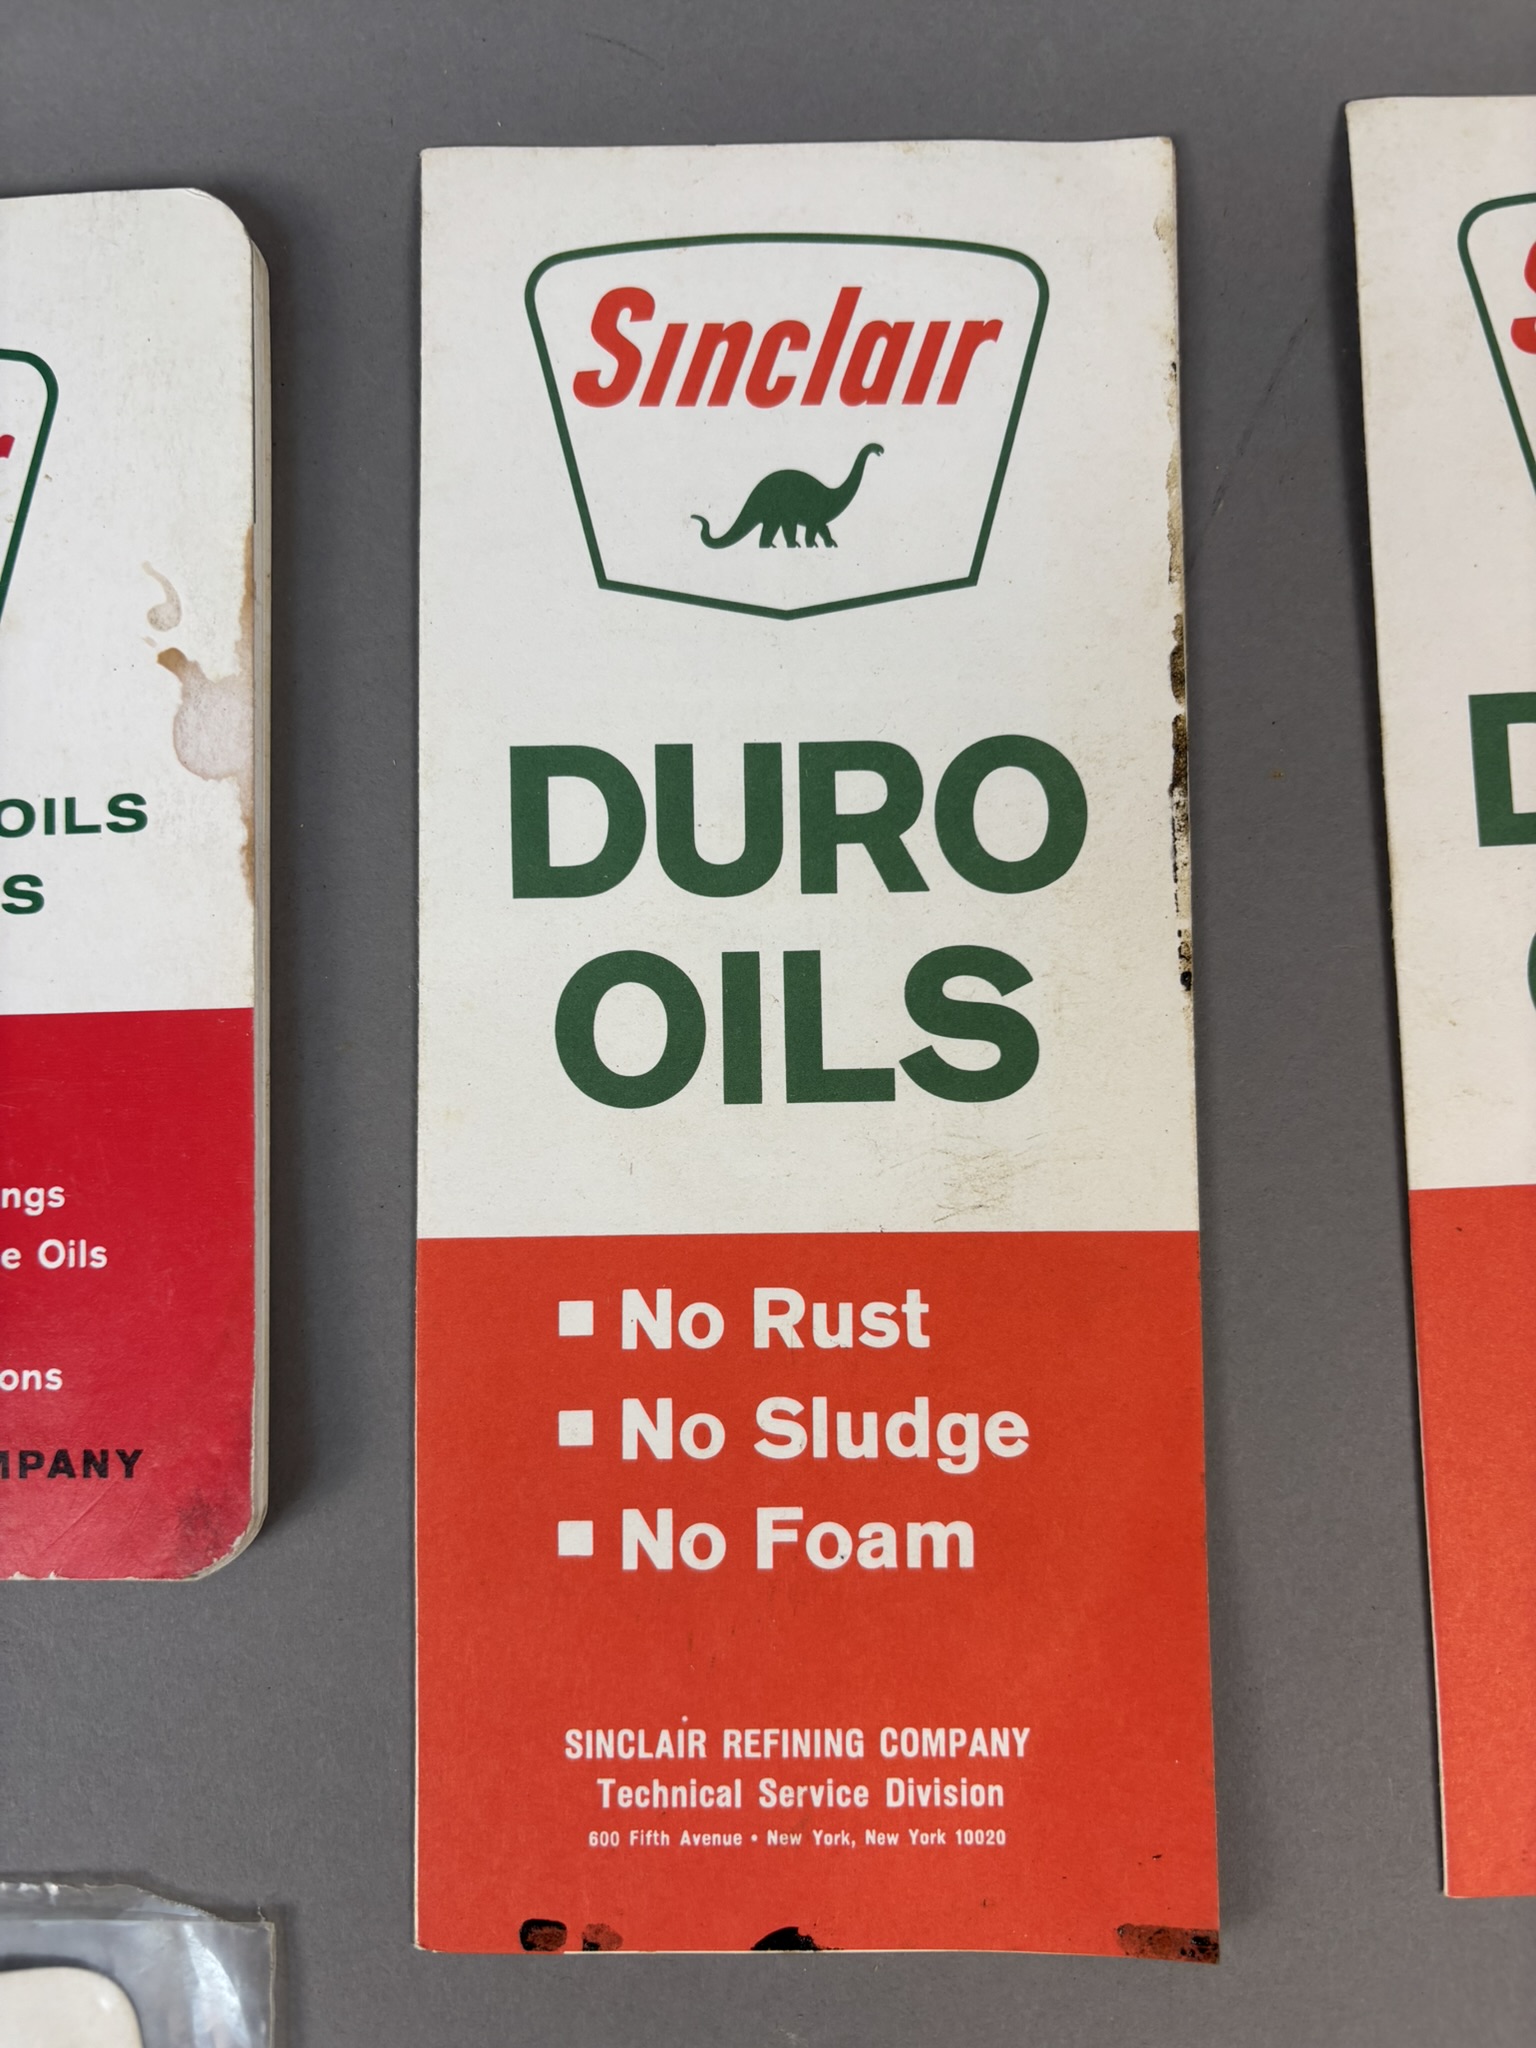 OILS
S
ngs
e Oils
ons
MPANY
Sinclair
DURO
OILS
▪ No Rust
▪ No Sludge
▪ No Foam
SINCLAIR REFINING COMPANY
Technical Service Division
600 Fifth Avenue • New York, New York 10020
S
D